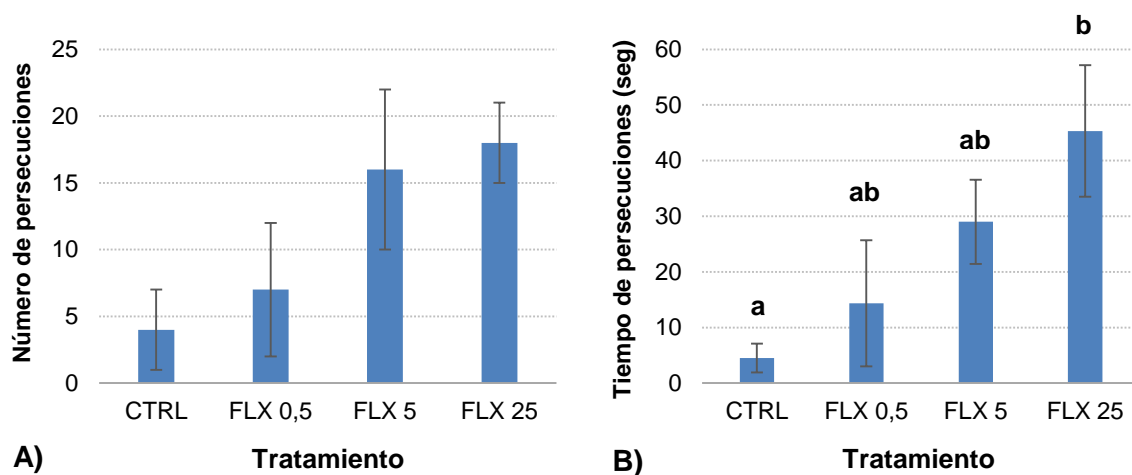 Número de persecuciones
25
20
15
10
5
0
CTRL FLX 0,5 FLX 5 FLX 25
Tratamiento
A)
Tiempo de persecuciones (seg)
60
50
40
30
20
10
0
a
ab
ab
b
CTRL FLX 0,5 FLX 5 FLX 25
Tratamiento
B)